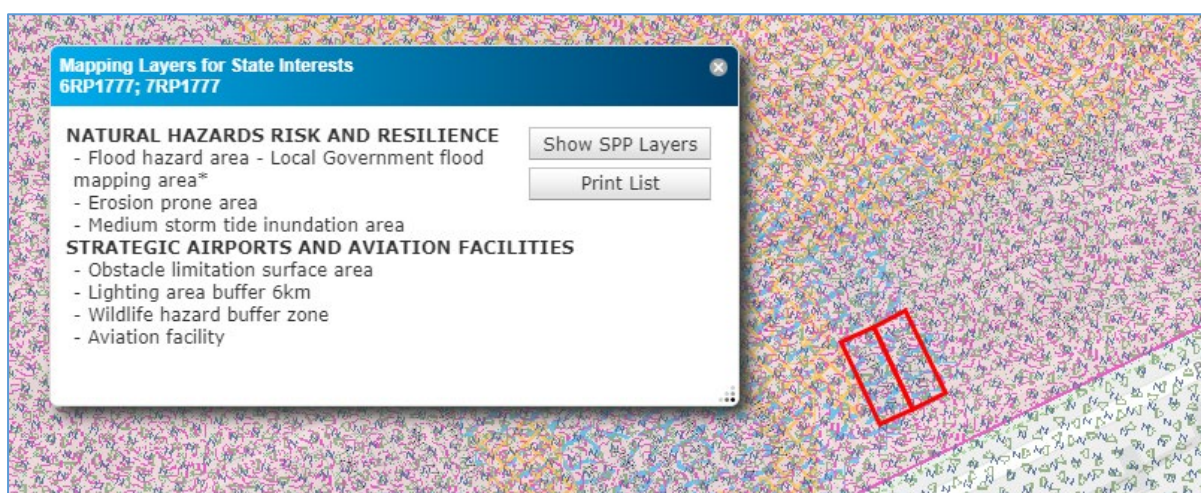 Mapping Layers for State Interests
6RP1777; 7RP1777
NATURAL HAZARDS RISK AND RESILIENCE
- Flood hazard area - Local Government flood
mapping area*
- Erosion prone area
- Medium storm tide inundation area
STRATEGIC AIRPORTS AND AVIATION FACILITIES
- Obstacle limitation surface area
- Lighting area buffer 6km
- Wildlife hazard buffer zone
- Aviation facility
Show SPP Layers
Print List